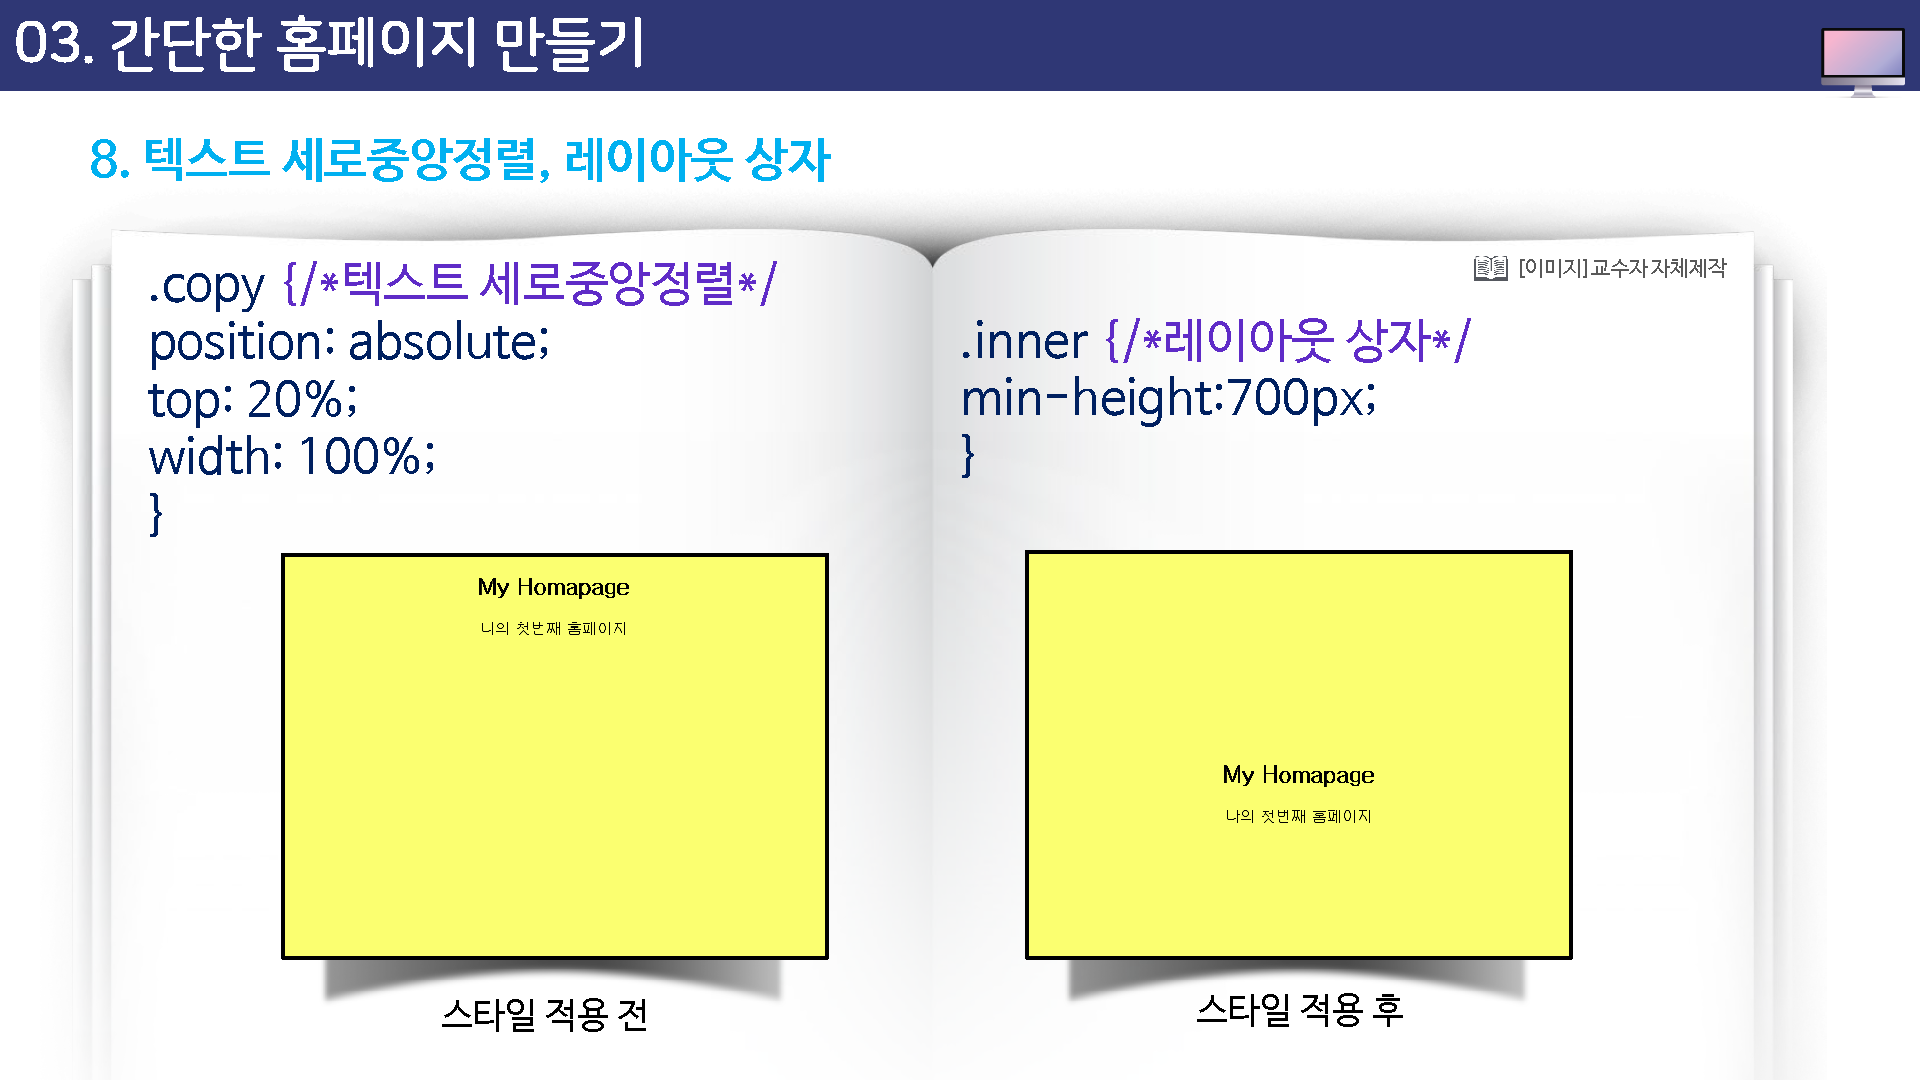 03. 간단한 홈페이지 만들기
8. 텍스트 세로중앙정렬, 레이아웃 상자
.copy {/*텍스트 세로중앙정렬*/
position: absolute;
top: 20%;
width: 100%;
}
[이미지] 교수자 자체제작
.inner {/*레이아웃 상자*/
min-height:700px;
}
My Homapage
니의 첫번째 홈페이지
스타일 적용 전
My Homapage
나의 첫번째 홈페이지
스타일 적용 후